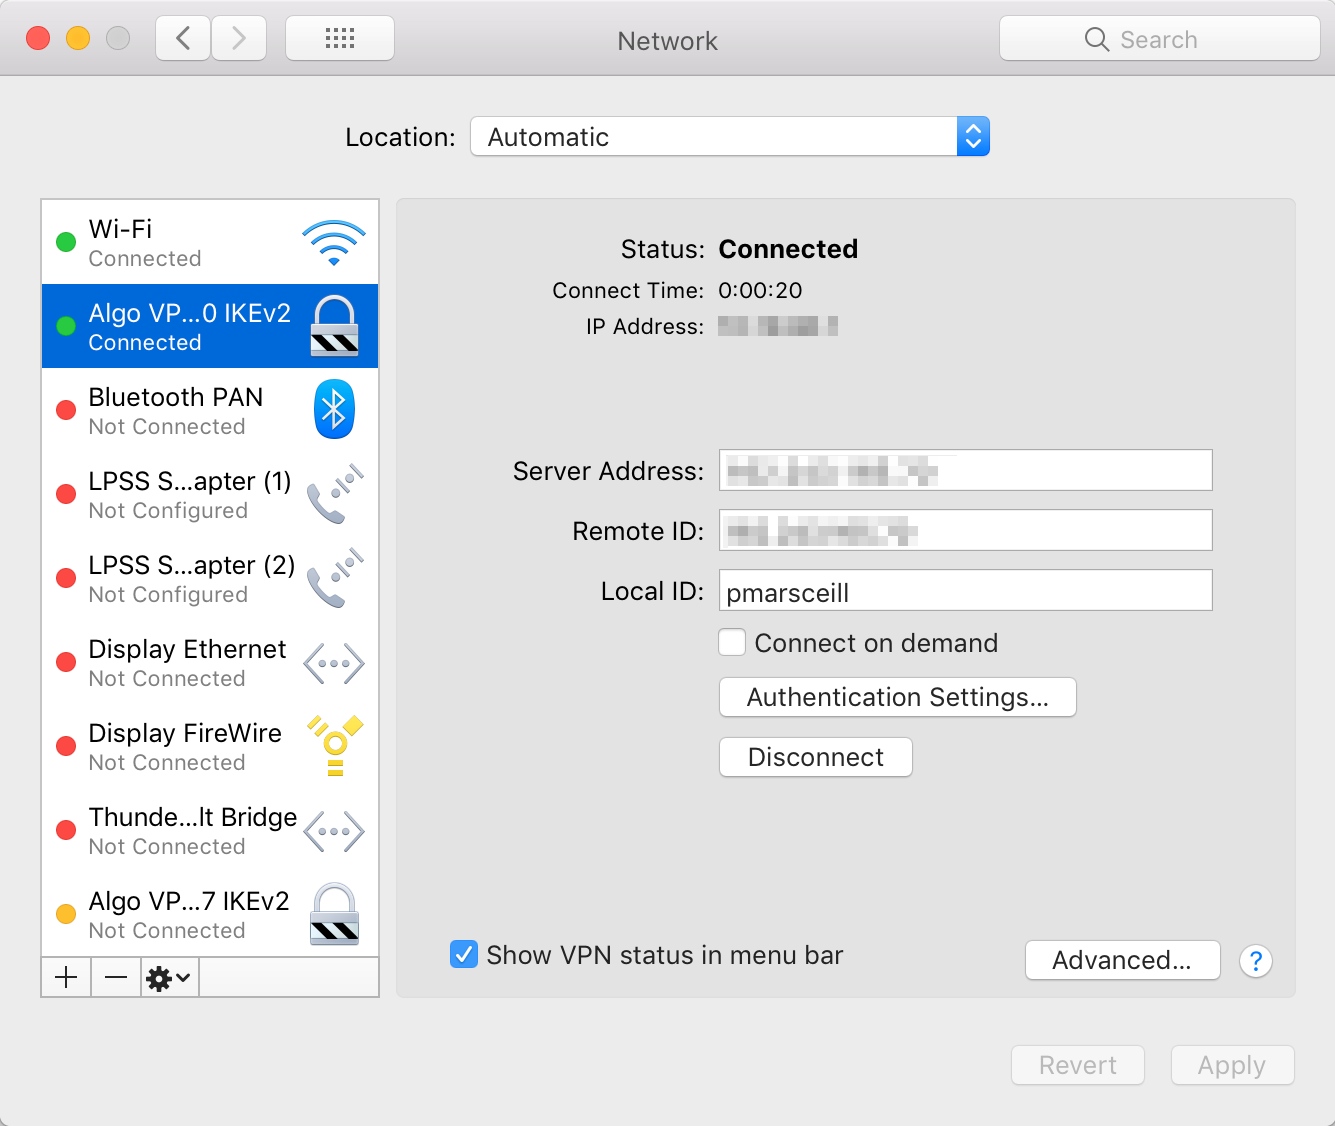 Network
Search
Location: Automatic
Wi-Fi
Connected
Algo VP...0 IKEv2
Connected
Bluetooth PAN
Not Connected
LPSS S...apter (1)
Not Configured
LPSS S...apter (2)
Not Configured
Display Ethernet
Not Connected
Display FireWire
Not Connected
Thunde...lt Bridge
Not Connected
Algo VP...7 IKEv2
Not Connected
Status: Connected
Connect Time: 0:00:20
IP Address:
Server Address:
Remote ID:
Local ID: pmarsceill
Connect on demand
Authentication Settings...
Disconnect
Show VPN status in menu bar
Advanced...
?
Revert
Apply